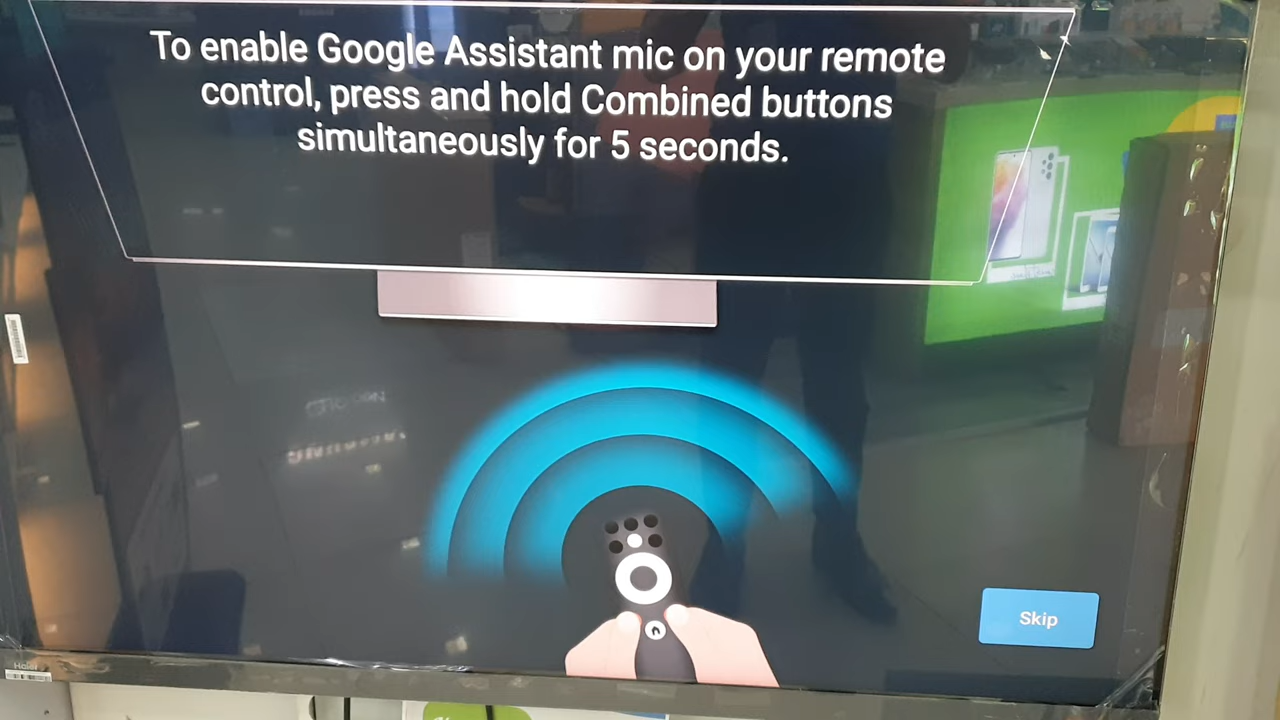 To enable Google Assistant mic on your remote
control, press and hold Combined buttons
simultaneously for 5 seconds.
Skip
Haier